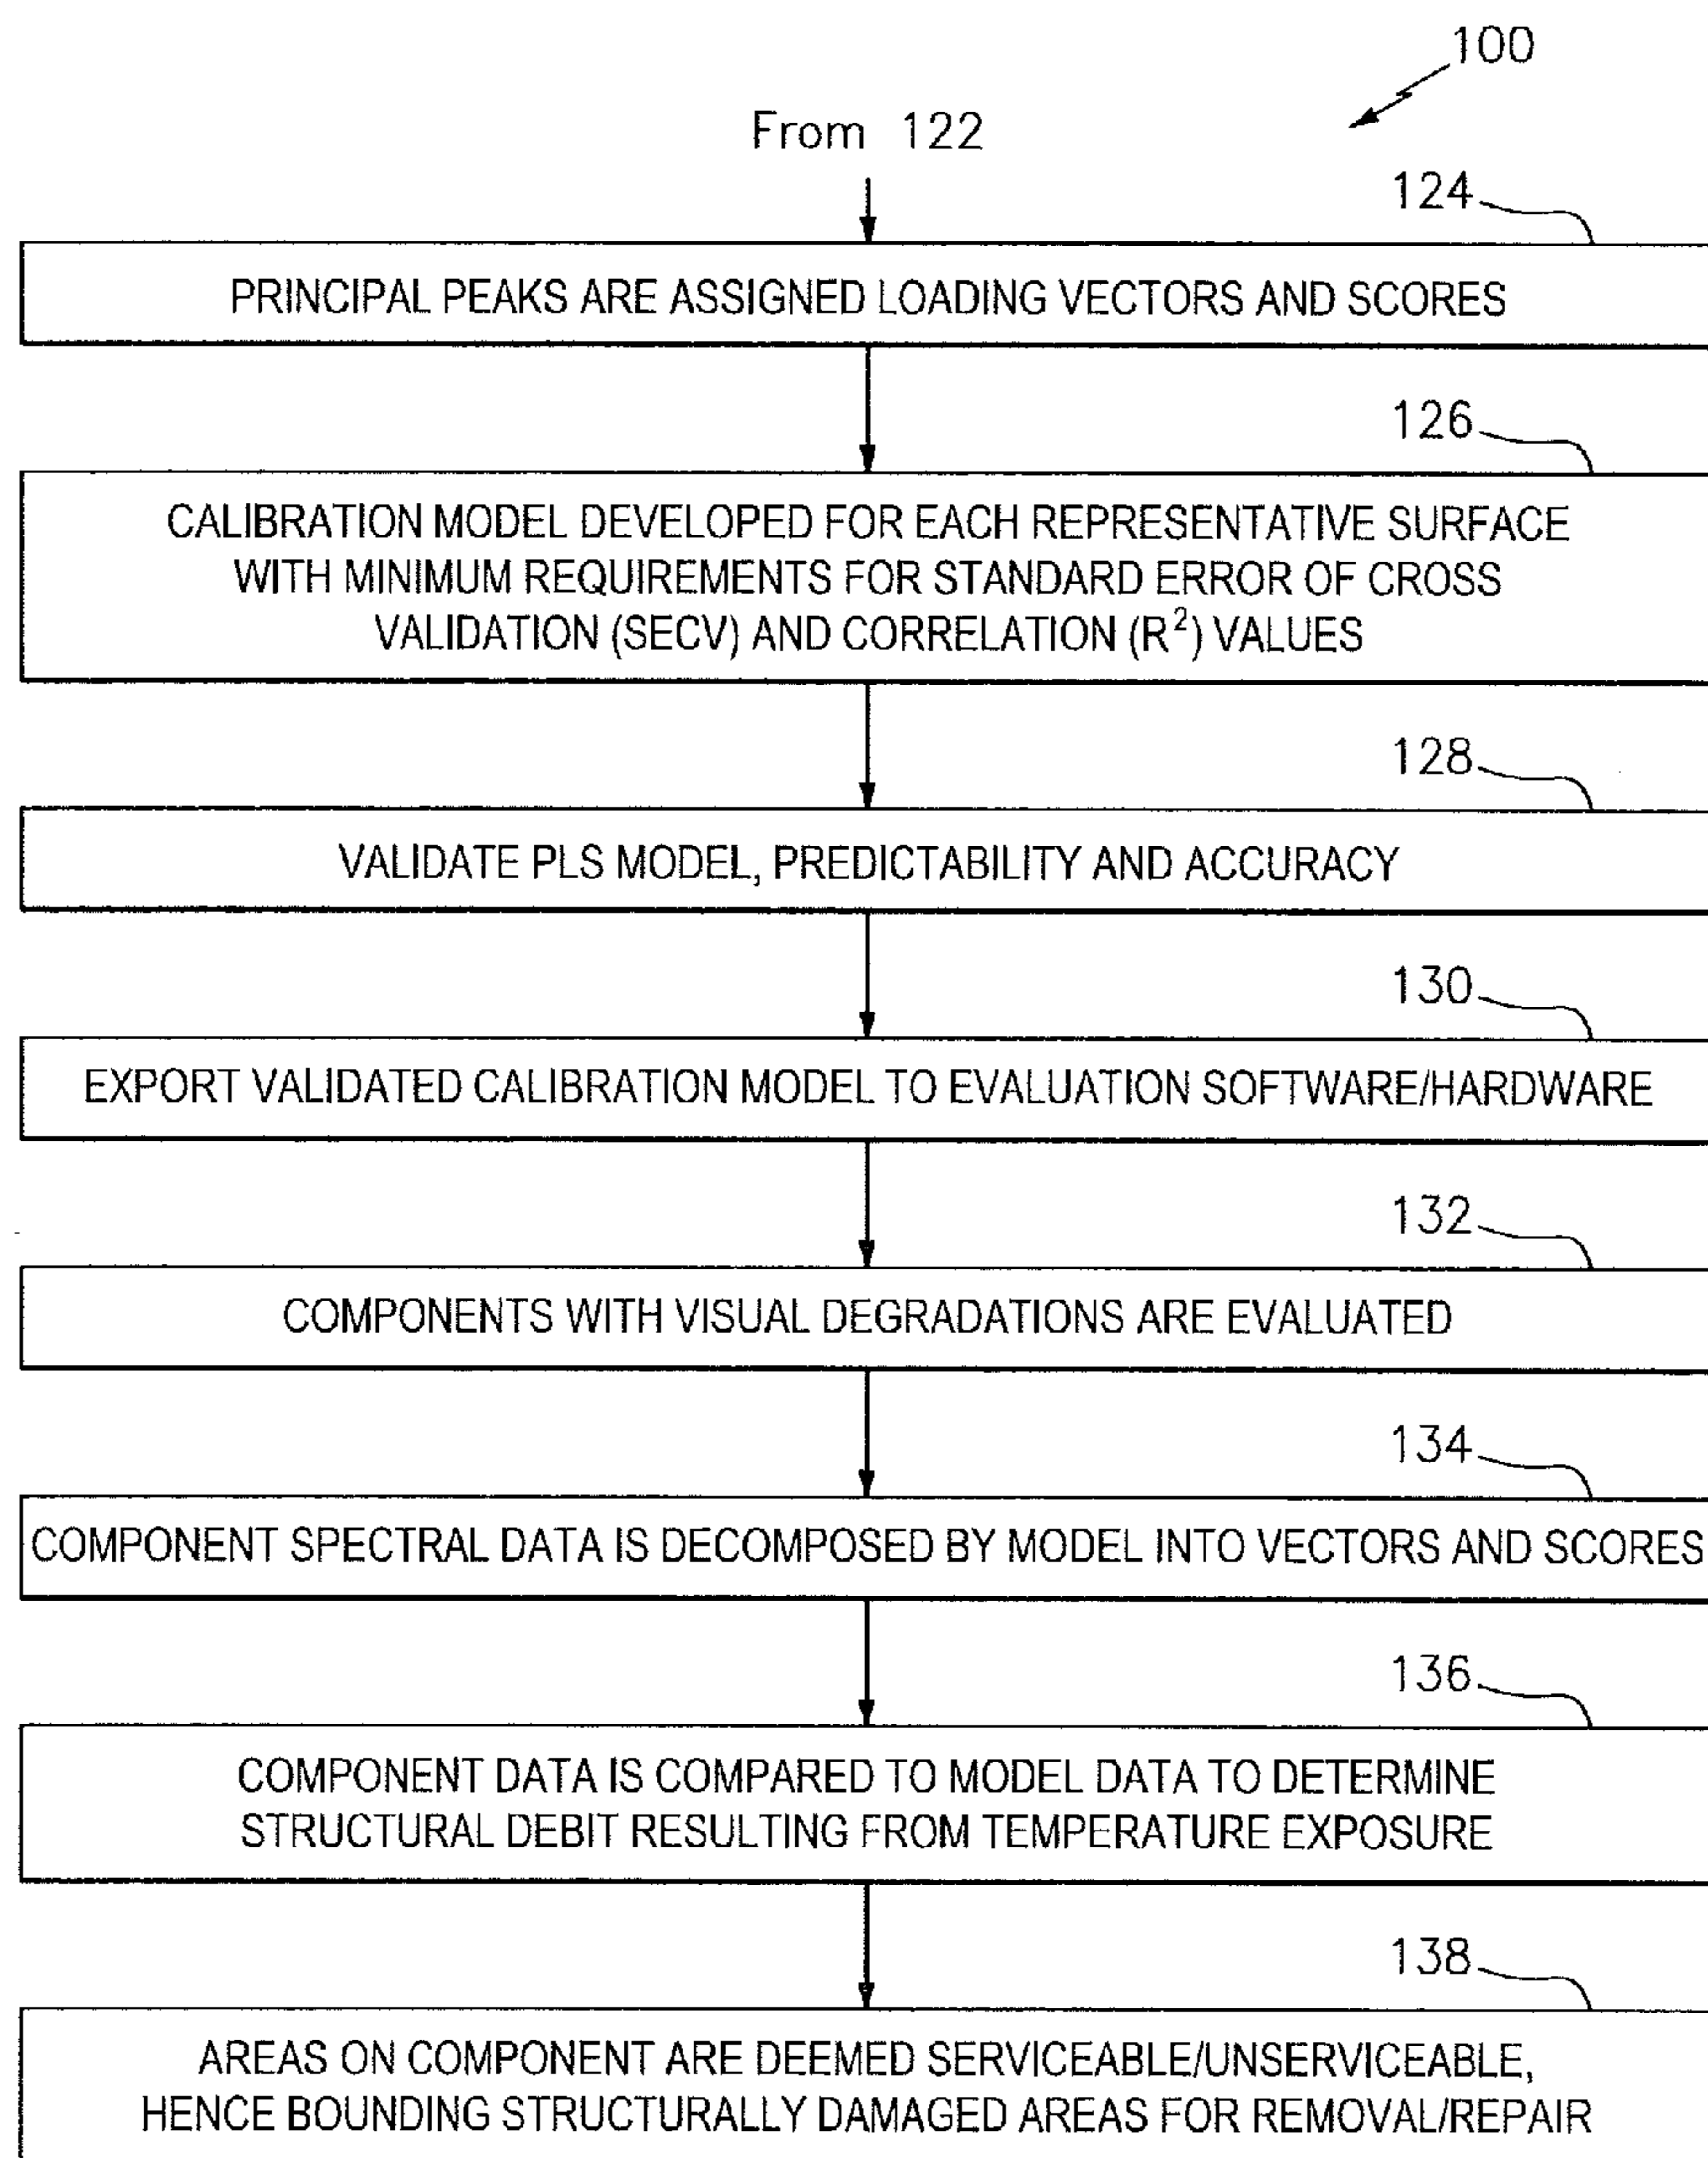 100
From 122
124
PRINCIPAL PEAKS ARE ASSIGNED LOADING VECTORS AND SCORES
126
CALIBRATION MODEL DEVELOPED FOR EACH REPRESENTATIVE SURFACE
WITH MINIMUM REQUIREMENTS FOR STANDARD ERROR OF CROSS
VALIDATION (SECV) AND CORRELATION (R²) VALUES
128
VALIDATE PLS MODEL, PREDICTABILITY AND ACCURACY
130
EXPORT VALIDATED CALIBRATION MODEL TO EVALUATION SOFTWARE/HARDWARE
132
COMPONENTS WITH VISUAL DEGRADATIONS ARE EVALUATED
134
COMPONENT SPECTRAL DATA IS DECOMPOSED BY MODEL INTO VECTORS AND SCORES
136
COMPONENT DATA IS COMPARED TO MODEL DATA TO DETERMINE
STRUCTURAL DEBIT RESULTING FROM TEMPERATURE EXPOSURE
138
AREAS ON COMPONENT ARE DEEMED SERVICEABLE/UNSERVICEABLE,
HENCE BOUNDING STRUCTURALLY DAMAGED AREAS FOR REMOVAL/REPAIR